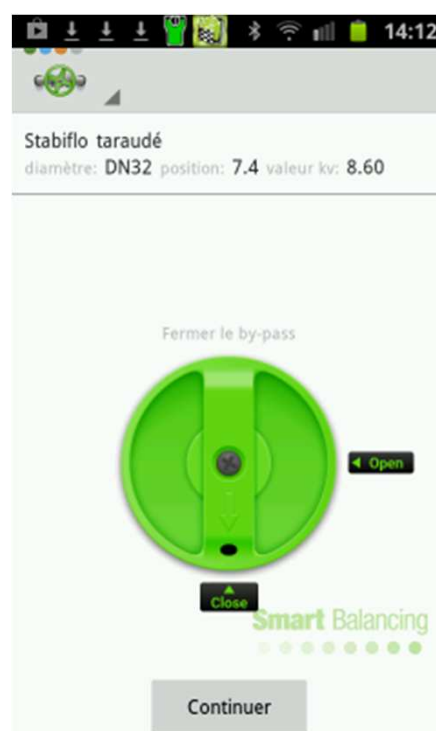 14:12
Stabiflo taraudé
diamètre: DN32 position: 7.4 valeur kv: 8.60
Fermer le by-pass
Open
Close
Smart Balancing
Continuer